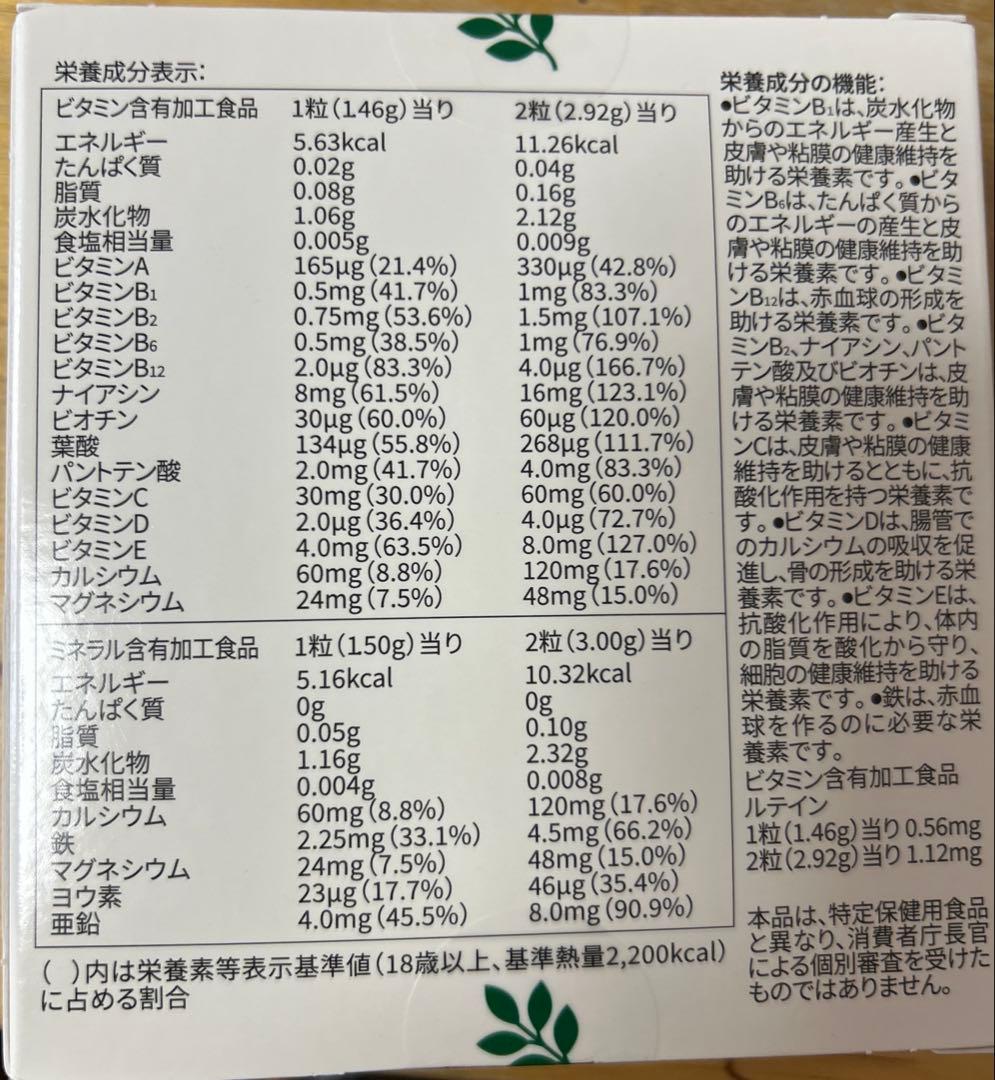 栄養成分表示:
ビタミン含有加工食品 1粒(1.46g)当り 2粒(2.92g)当り
エネルギー 5.63kcal 11.26kcal
たんぱく質 0.02g 0.04g
脂質 0.08g 0.16g
炭水化物 1.06g 2.12g
食塩相当量 0.005g 0.009g
ビタミンA 165μg(21.4%) 330μg(42.8%)
ビタミンB1 0.5mg(41.7%) 1mg(83.3%)
ビタミンB2 0.75mg(53.6%) 1.5mg(107.1%)
ビタミンB6 0.5mg(38.5%) 1mg(76.9%)
ビタミンB12 2.0μg(83.3%) 4.0μg(166.7%)
ナイアシン 8mg(61.5%) 16mg(123.1%)
ビオチン 30μg(60.0%) 60μg(120.0%)
葉酸 134μg(55.8%) 268μg(111.7%)
パントテン酸 2.0mg(41.7%) 4.0mg(83.3%)
ビタミンC 30mg(30.0%) 60mg(60.0%)
ビタミンD 2.0μg(36.4%) 4.0μg(72.7%)
ビタミンE 4.0mg(63.5%) 8.0mg(127.0%)
カルシウム 60mg(8.8%) 120mg(17.6%)
マグネシウム 24mg(7.5%) 48mg(15.0%)
ミネラル含有加工食品 1粒(1.50g)当り 2粒(3.00g)当り
エネルギー 5.16kcal 10.32kcal
たんぱく質 0g 0g
脂質 0.05g 0.10g
炭水化物 1.16g 2.32g
食塩相当量 0.004g 0.008g
カルシウム 60mg(8.8%) 120mg(17.6%)
鉄 2.25mg(33.1%) 4.5mg(66.2%)
マグネシウム 24mg(7.5%) 48mg(15.0%)
ヨウ素 23μg(17.7%) 46μg(35.4%)
亜鉛 4.0mg(45.5%) 8.0mg(90.9%)
( )内は栄養素等表示基準値(18歳以上、基準熱量2,200kcal)
に占める割合
栄養成分の機能:
●ビタミンB1は、炭水化物
からのエネルギー産生と
皮膚や粘膜の健康維持を
助ける栄養素です。●ビタ
ミンB6は、たんぱく質から
のエネルギーの産生と皮
膚や粘膜の健康維持を助
ける栄養素です。●ビタミ
ンB12は、赤血球の形成を
助ける栄養素です。●ビタ
ミンB2、ナイアシン、パント
テン酸及びビオチンは、皮
膚や粘膜の健康維持を助
ける栄養素です。●ビタミ
ンCは、皮膚や粘膜の健康
維持を助けるとともに、抗
酸化作用を持つ栄養素で
す。●ビタミンDは、腸管で
のカルシウムの吸収を促
進し、骨の形成を助ける栄
養素です。●ビタミンEは、
抗酸化作用により、体内
の脂質を酸化から守り、
細胞の健康維持を助ける
栄養素です。●鉄は、赤血
球を作るのに必要な栄
養素です。
ビタミン含有加工食品
ルテイン
1粒(1.46g)当り0.56mg
2粒(2.92g)当り1.12mg
本品は、特定保健用食品
と異なり、消費者庁長官
による個別審査を受けた
ものではありません。